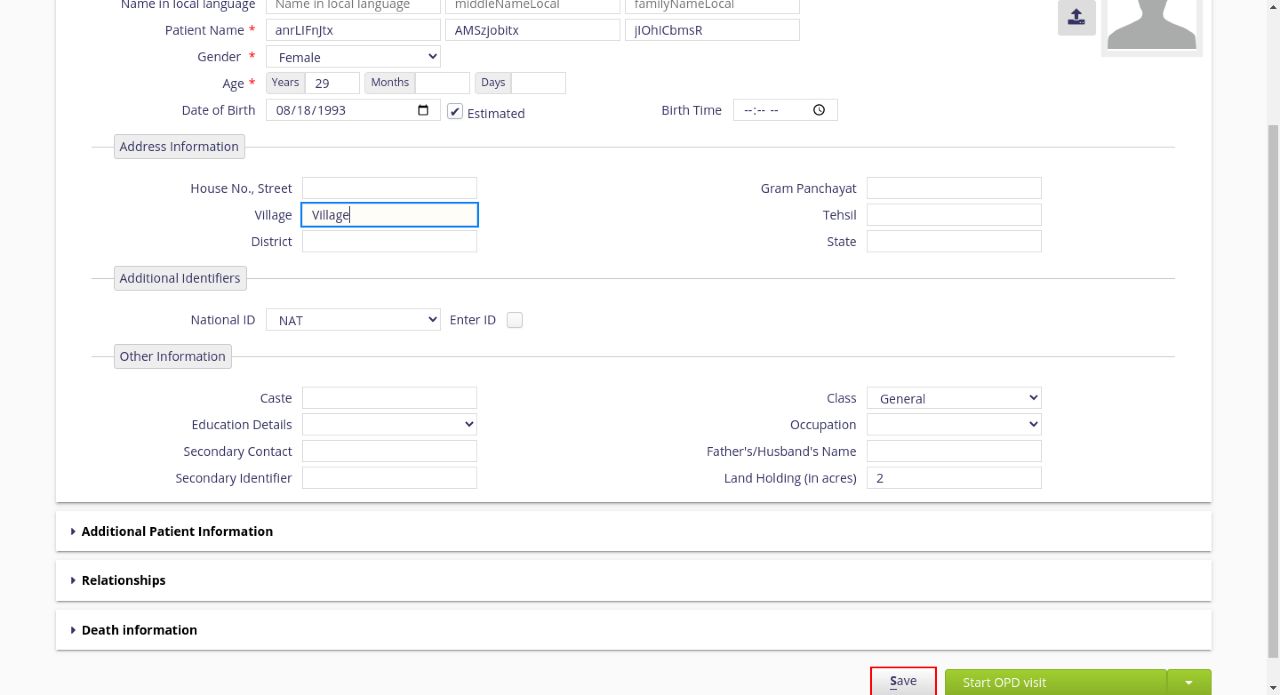 Name in local language Name in local language middleNameLocal familyNameLocal
Patient Name * anrLIFnJtx AMSzJobitx jIOhiCbmsR
Gender * Female
Age * Years 29 Months Days
Date of Birth 08/18/1993 Estimated Birth Time --:-- --
Address Information
House No., Street Gram Panchayat
Village Village Tehsil
District State
Additional Identifiers
National ID NAT Enter ID
Other Information
Caste Class General
Education Details Occupation
Secondary Contact Father's/Husband's Name
Secondary Identifier Land Holding (in acres) 2
Additional Patient Information
Relationships
Death information
Save Start OPD visit